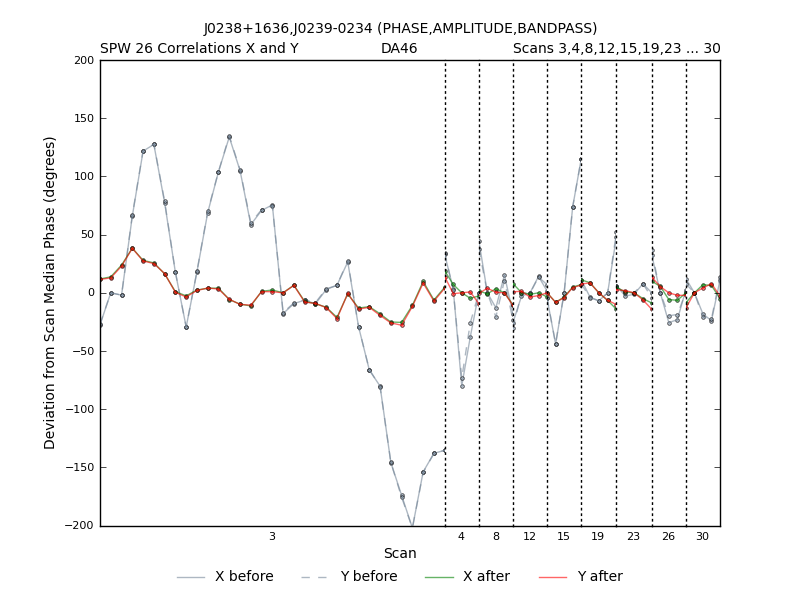 J0238+1636,J0239-0234 (PHASE,AMPLITUDE,BANDPASS)
SPW 26 Correlations X and Y DA46 Scans 3,4,8,12,15,19,23 ... 30
200
150
100
50
0
−50
−100
−150
−200
Deviation from Scan Median Phase (degrees)
3 4 8 12 15 19 23 26 30
Scan
X before Y before X after Y after